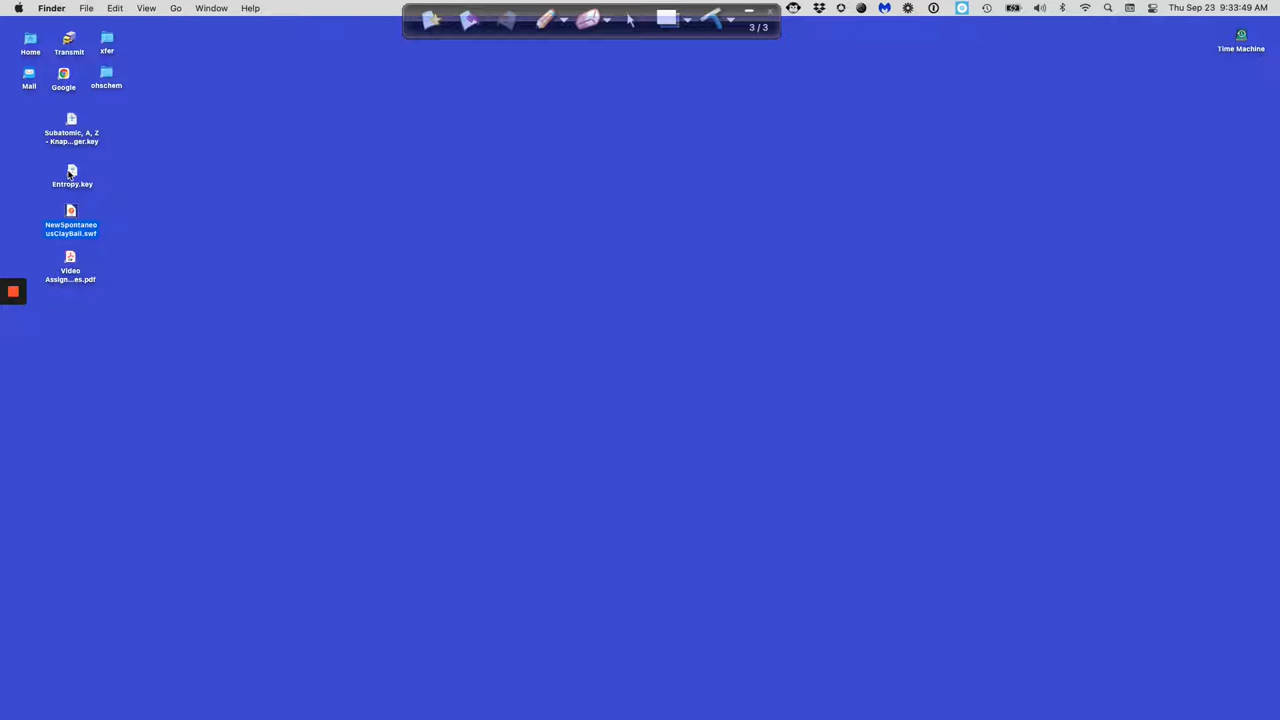 Finder File Edit View Go Window Help
Thu Sep 23 9:33:49 AM
3 / 3
Home Transmit xfer
Time Machine
Mail Google ohschem
Subatomic, A, Z
- Knap...ger.key
Entropy.key
NewSpontaneo
usClayBall.swf
Video
Assign...es.pdf